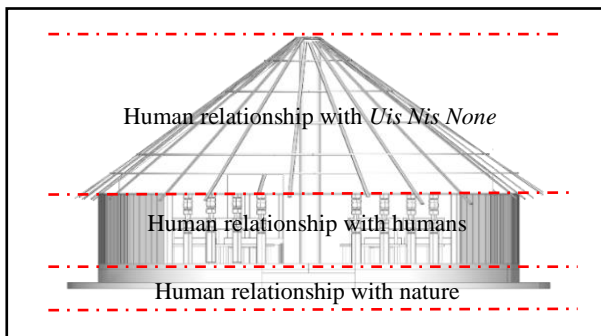 Human relationship with Uis Nis None
Human relationship with humans
Human relationship with nature